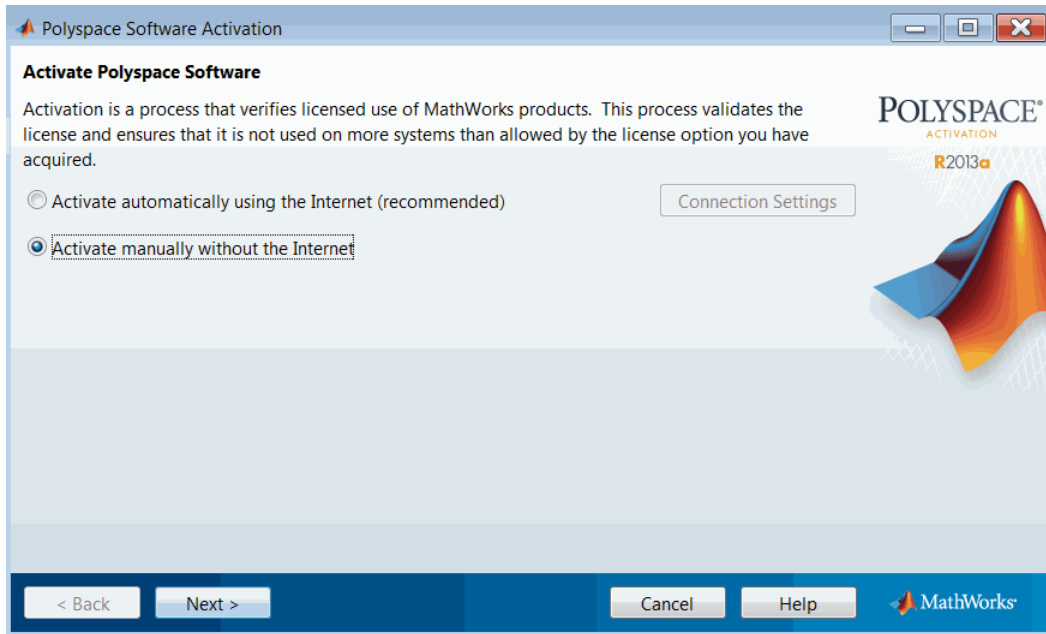 Polyspace Software Activation
Activate Polyspace Software
Activation is a process that verifies licensed use of MathWorks products. This process validates the
license and ensures that it is not used on more systems than allowed by the license option you have
acquired.
POLYSPACE®
ACTIVATION
R2013a
Activate automatically using the Internet (recommended)
Connection Settings
Activate manually without the Internet
< Back
Next >
Cancel
Help
MathWorks®